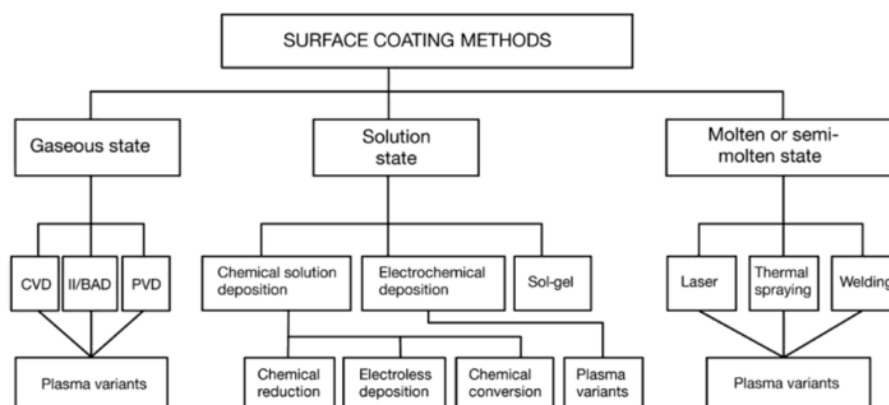 SURFACE COATING METHODS
Gaseous state
Solution
state
Molten or semi-
molten state
CVD
II/BAD
PVD
Chemical solution
deposition
Electrochemical
deposition
Sol-gel
Laser
Thermal
spraying
Welding
Plasma variants
Chemical
reduction
Electroless
deposition
Chemical
conversion
Plasma
variants
Plasma variants